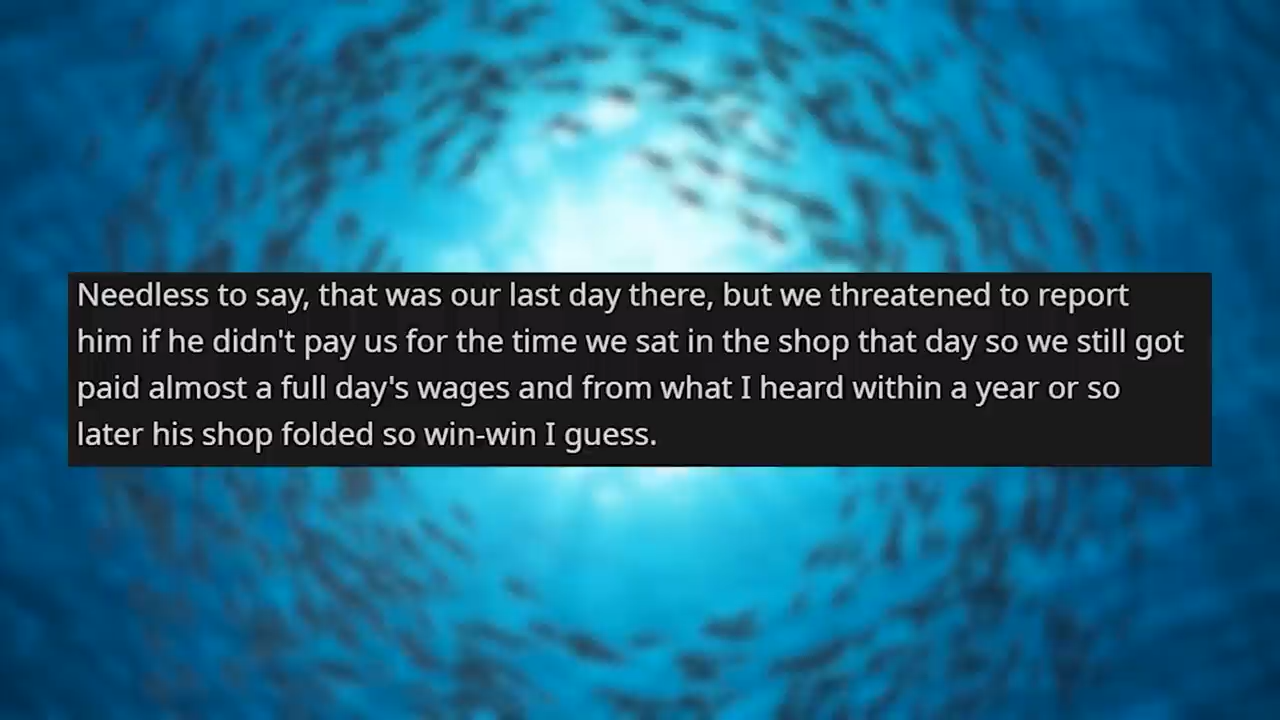 Needless to say, that was our last day there, but we threatened to report
him if he didn't pay us for the time we sat in the shop that day so we still got
paid almost a full day's wages and from what I heard within a year or so
later his shop folded so win-win I guess.